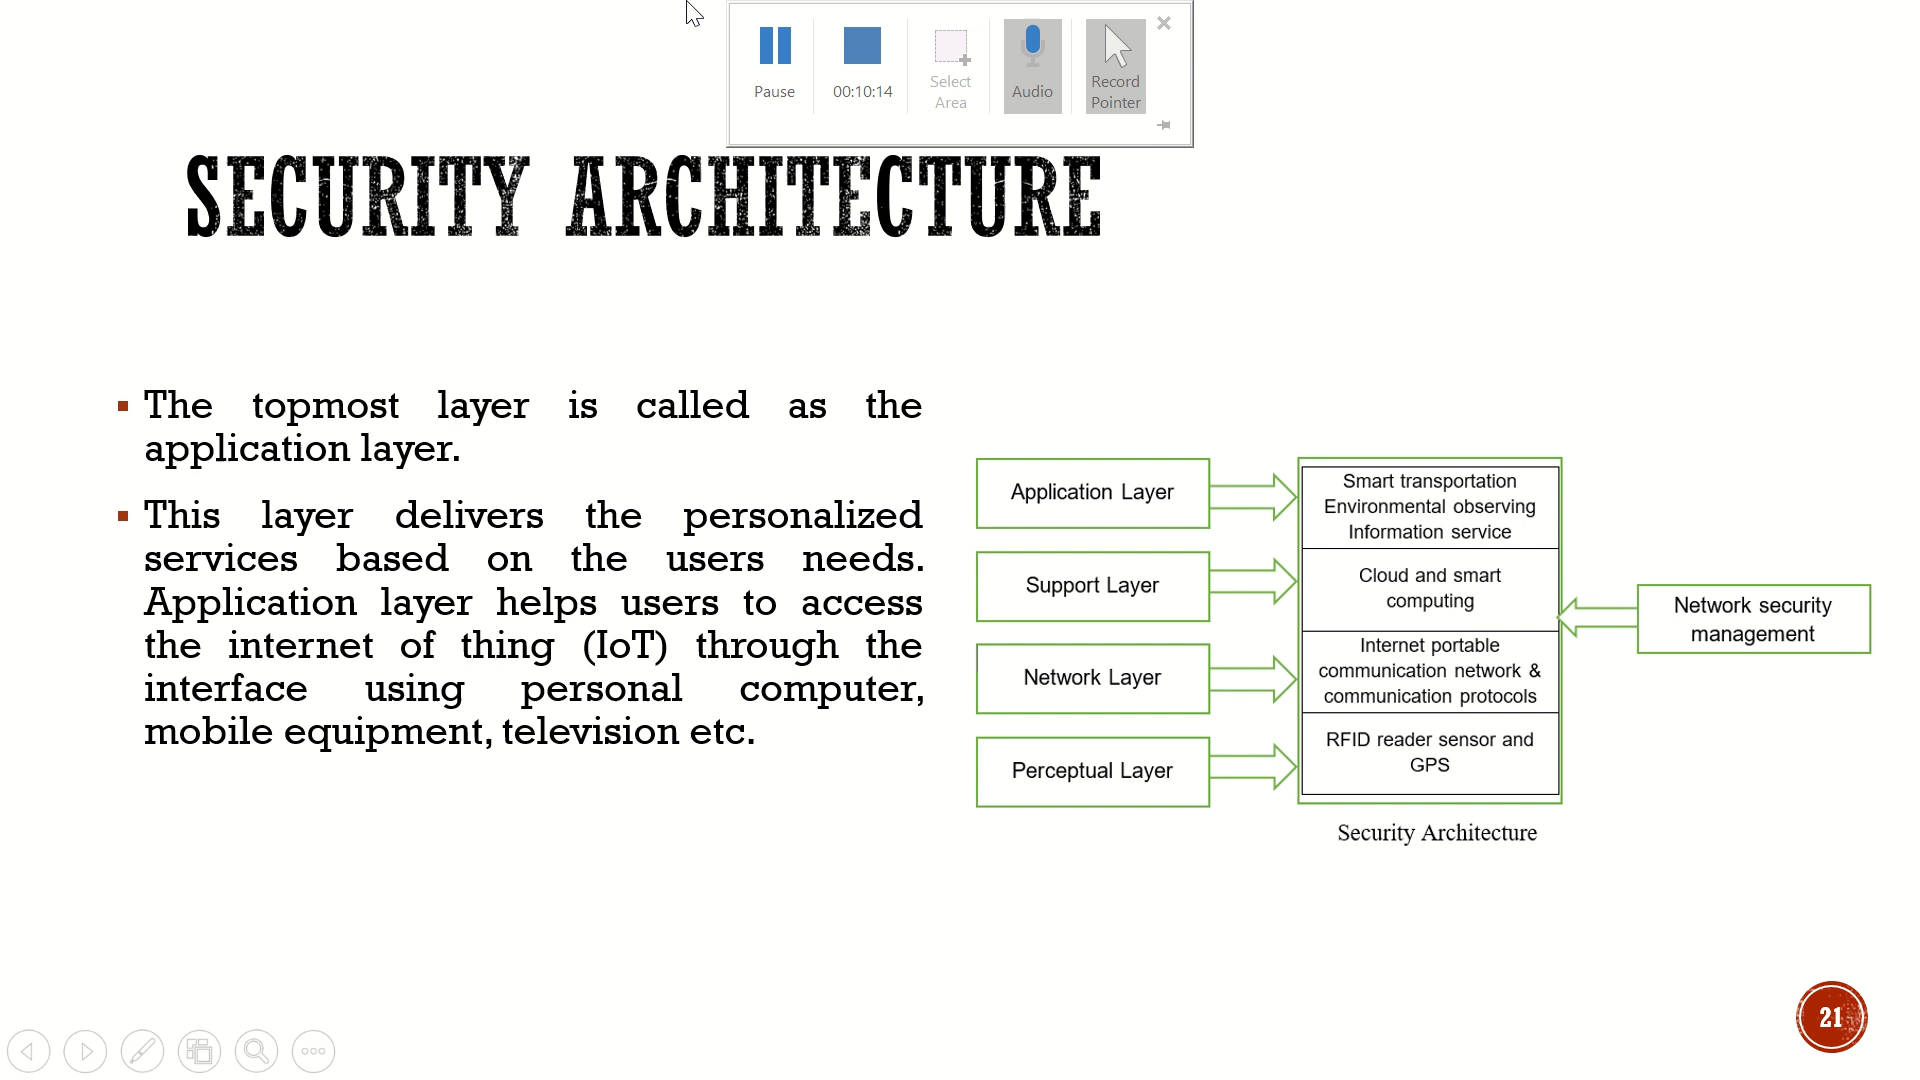 Pause
00:10:14
Select
Area
Audio
Record
Pointer
SECURITY ARCHITECTURE
The topmost layer is called as the
application layer.
This layer delivers the personalized
services based on the users needs.
Application layer helps users to access
the internet of thing (IoT) through the
interface using personal computer,
mobile equipment, television etc.
Application Layer
Smart transportation
Environmental observing
Information service
Support Layer
Cloud and smart
computing
Network Layer
Internet portable
communication network &
communication protocols
Perceptual Layer
RFID reader sensor and
GPS
Network security
management
Security Architecture
21